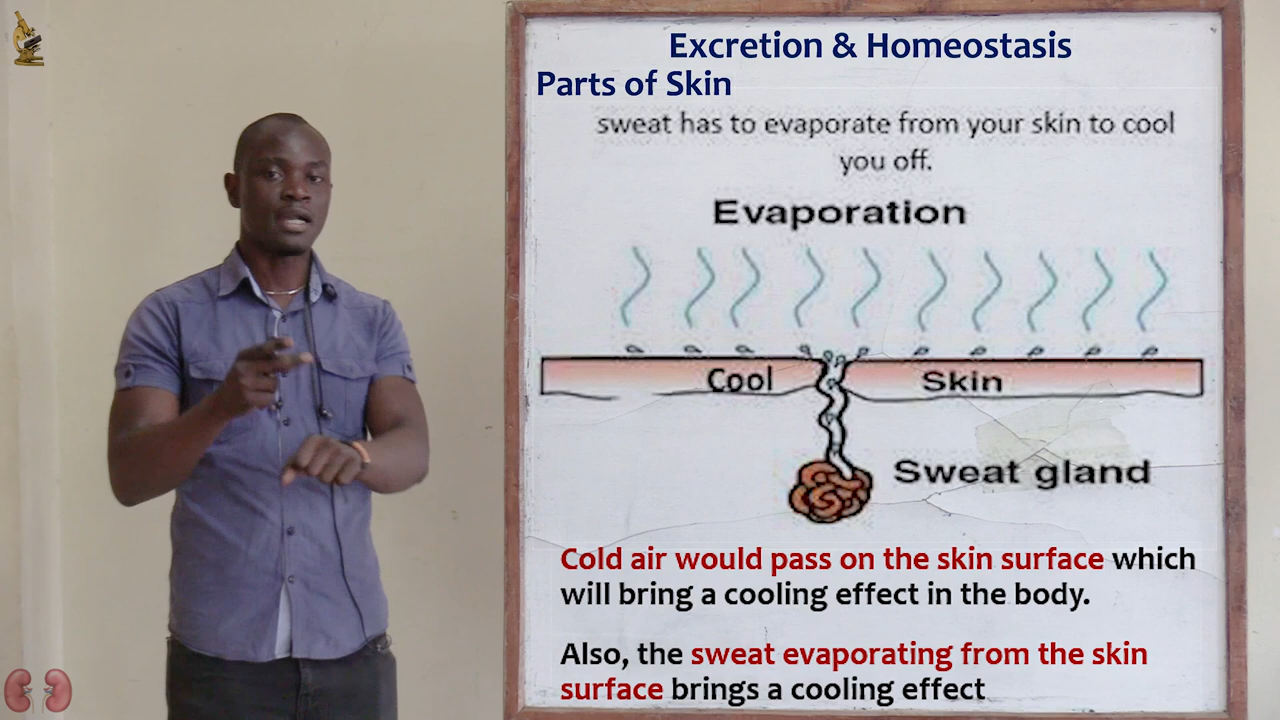 Excretion & Homeostasis
Parts of Skin
sweat has to evaporate from your skin to cool
you off.
Evaporation
Cool
Skin
Sweat gland
Cold air would pass on the skin surface which
will bring a cooling effect in the body.
Also, the sweat evaporating from the skin
surface brings a cooling effect